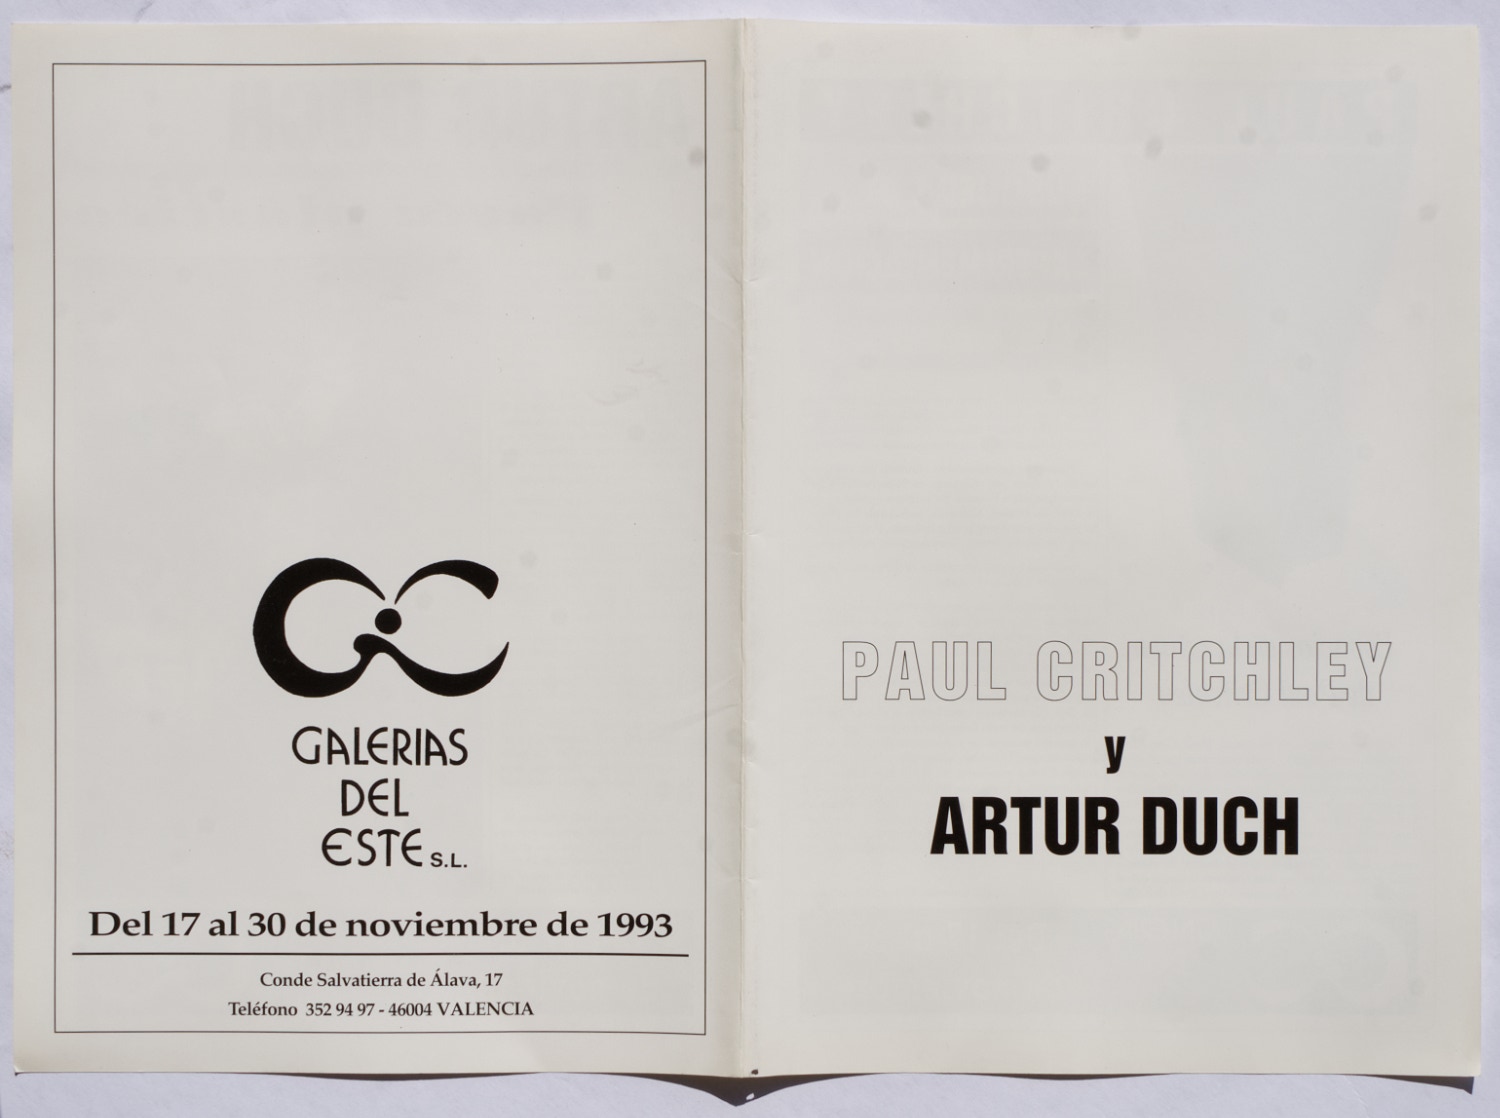 GALERIAS
DEL
ESTE S.L.
Del 17 al 30 de noviembre de 1993
Conde Salvatierra de Álava, 17
Teléfono 352 94 97 - 46004 VALENCIA
PAUL CRITCHLEY
y
ARTUR DUCH